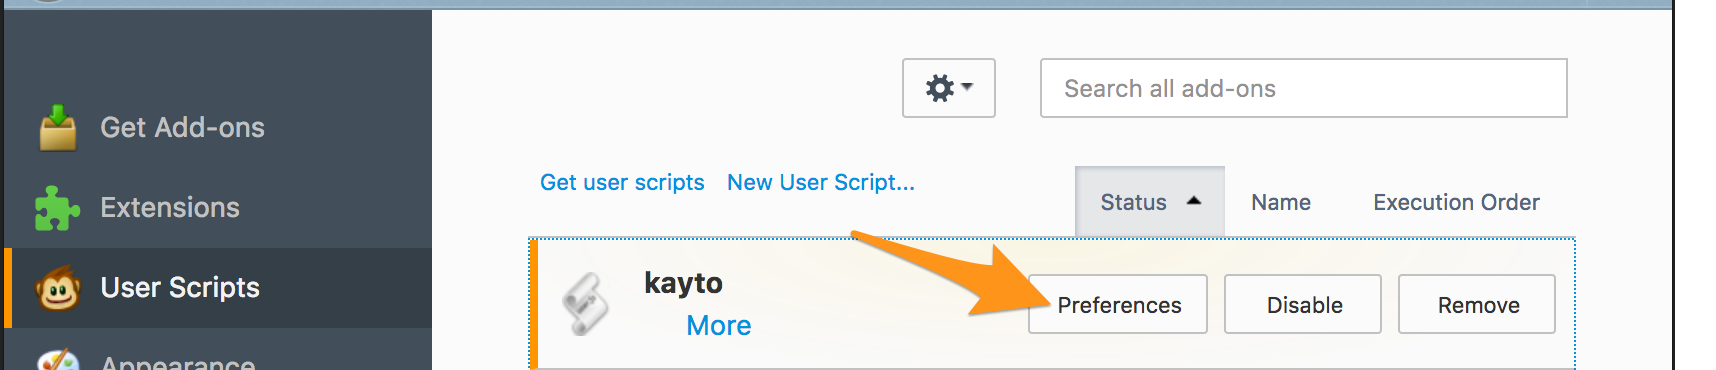 Search all add-ons
Get Add-ons
Get user scripts New User Script...
Status Name Execution Order
Extensions
User Scripts
kayto
More
Preferences Disable Remove
Appearance